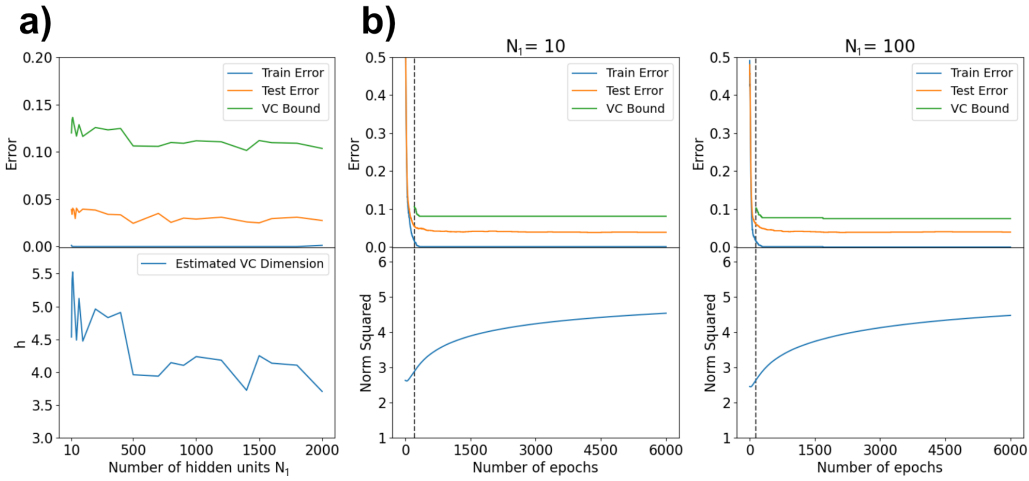 a)
0.20
0.15
0.10
0.05
0.00
Error
Train Error
Test Error
VC Bound
5.5
5.0
4.5
4.0
3.5
3.0
h
Estimated VC Dimension
10 500 1000 1500 2000
Number of hidden units N₁
b)
N₁= 10
0.5
0.4
0.3
0.2
0.1
0.0
Error
Train Error
Test Error
VC Bound
6
5
4
3
2
1
Norm Squared
0 1500 3000 4500 6000
Number of epochs
N₁= 100
0.5
0.4
0.3
0.2
0.1
0.0
Error
Train Error
Test Error
VC Bound
6
5
4
3
2
1
Norm Squared
0 1500 3000 4500 6000
Number of epochs